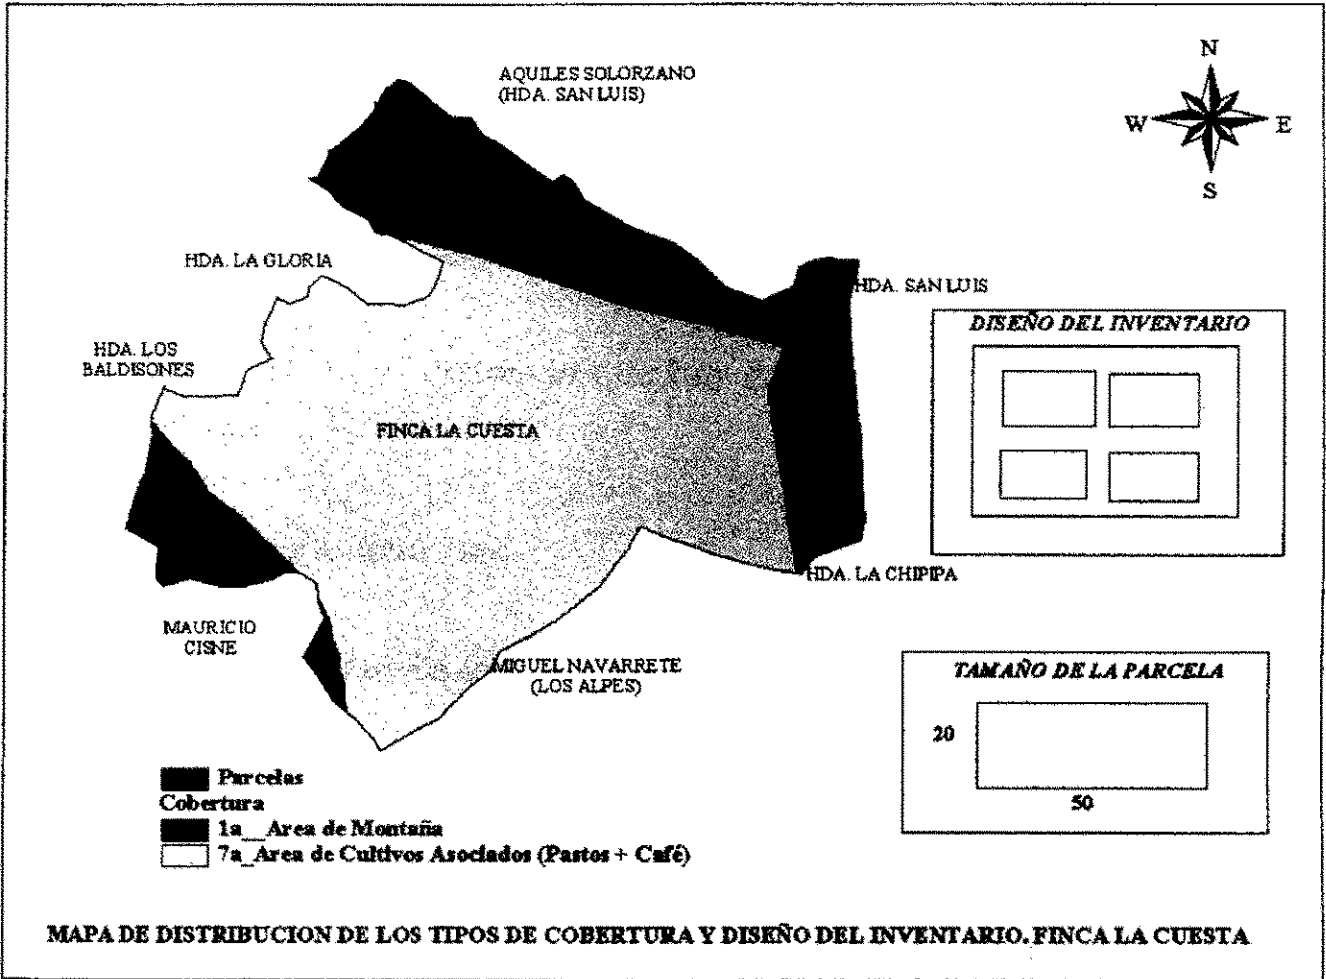 AQUILES SOLORZANO
(HDA. SAN LUIS)
N
W
E
S
HDA. LA GLORIA
HDA. SAN LUIS
DISEÑO DEL INVENTARIO
HDA. LOS
BALDISONES
FINCA LA CUESTA
HDA. LA CHIPIPA
MAURICIO
CISNE
MIGUEL NAVARRETE
(LOS ALPES)
TAMAÑO DE LA PARCELA
20
50
Parcelas
Cobertura
1a__Area de Montaña
7a_Area de Cultivos Asociados (Pastos + Café)
MAPA DE DISTRIBUCION DE LOS TIPOS DE COBERTURA Y DISEÑO DEL INVENTARIO. FINCA LA CUESTA